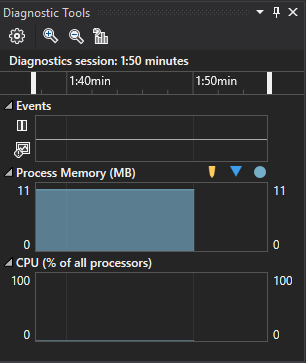 Diagnostic Tools
Diagnostics session: 1:50 minutes
1:40min 1:50min
Events
Process Memory (MB)
11 11
0 0
CPU (% of all processors)
100 100
0 0